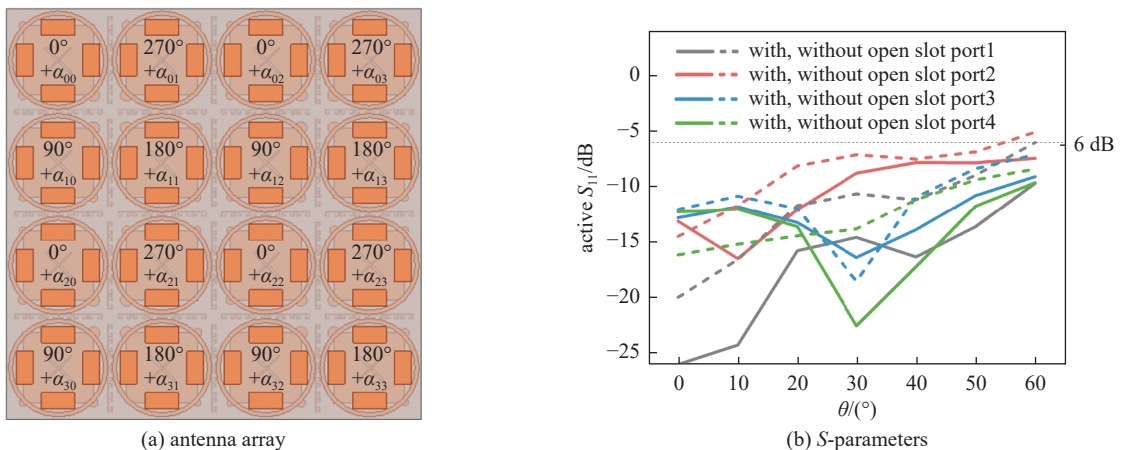 0° 270° 0° 270°
+α₀₀ +α₀₁ +α₀₂ +α₀₃
90° 180° 90° 180°
+α₁₀ +α₁₁ +α₁₂ +α₁₃
0° 270° 0° 270°
+α₂₀ +α₂₁ +α₂₂ +α₂₃
90° 180° 90° 180°
+α₃₀ +α₃₁ +α₃₂ +α₃₃
(a) antenna array
with, without open slot port1
with, without open slot port2
with, without open slot port3
with, without open slot port4
0
−5
−10
−15
−20
−25
active S₁₁/dB
6 dB
0 10 20 30 40 50 60
θ/(°)
(b) S-parameters